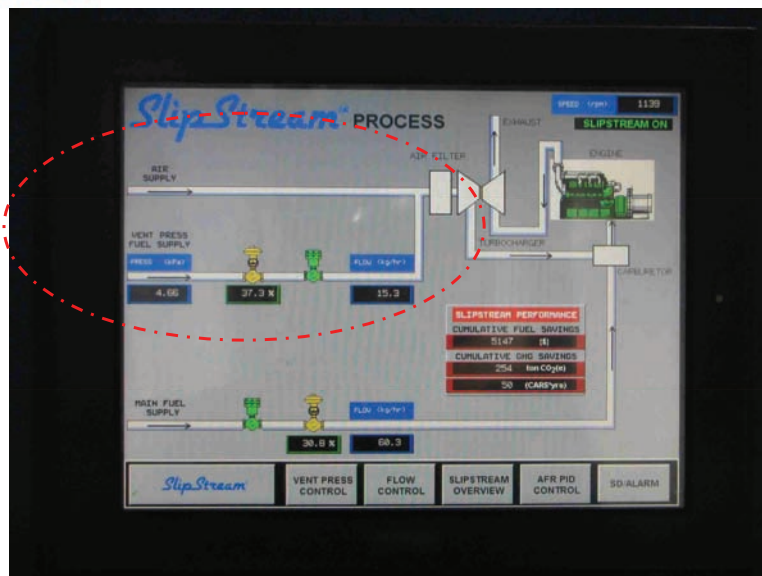 SlipStream™ PROCESS
SPEED (rpm) 1139
SLIPSTREAM ON
EXHAUST
ENGINE
AIR FILTER
AIR
SUPPLY
VENT PRESS
FUEL SUPPLY
TURBOCHARGER
PRESS (kPa)
FLOW (kg/hr)
CARBURETOR
4.66
37.3 %
15.3
SLIPSTREAM PERFORMANCE
CUMULATIVE FUEL SAVINGS
5147 ($)
CUMULATIVE GHG SAVINGS
254 ton CO2(e)
50 (CARS*yrs)
MAIN FUEL
SUPPLY
FLOW (kg/hr)
30.8 %
60.3
SlipStream
VENT PRESS
CONTROL
FLOW
CONTROL
SLIPSTREAM
OVERVIEW
AFR PID
CONTROL
SD/ALARM